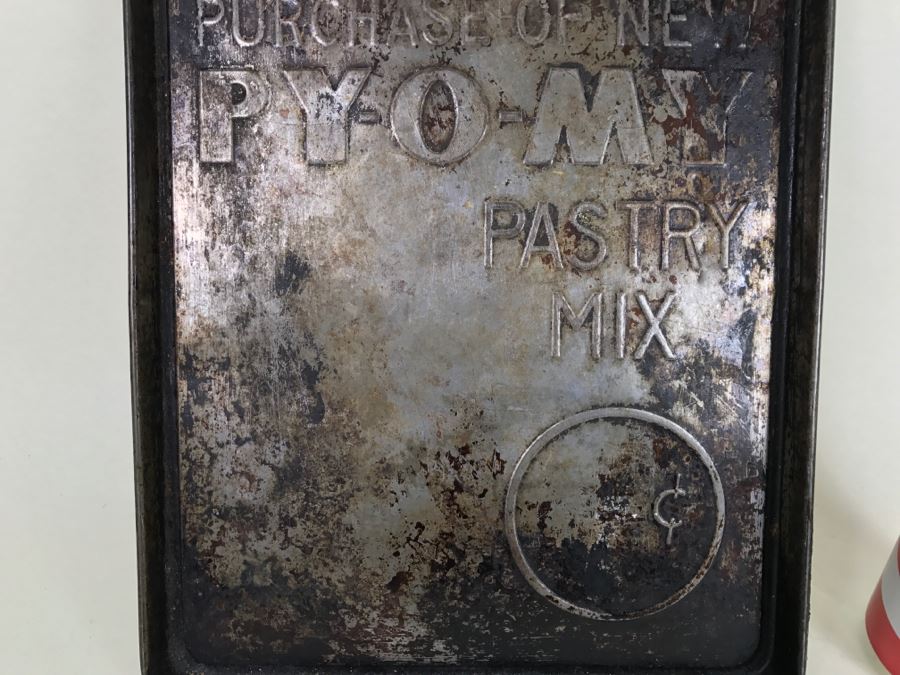 PURCHASE OF NEW
PY-O-MY
PASTRY
MIX
¢